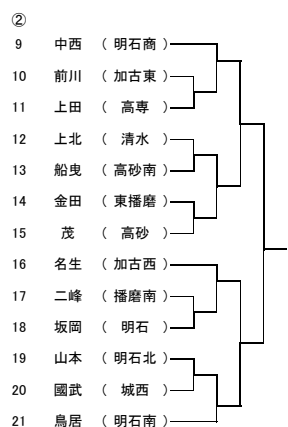 ②
9 中西 （ 明石商 ）
10 前川 （ 加古東 ）
11 上田 （ 高専 ）
12 上北 （ 清水 ）
13 船曳 （ 高砂南 ）
14 金田 （ 東播磨 ）
15 茂 （ 高砂 ）
16 名生 （ 加古西 ）
17 二峰 （ 播磨南 ）
18 坂岡 （ 明石 ）
19 山本 （ 明石北 ）
20 國武 （ 城西 ）
21 鳥居 （ 明石南 ）